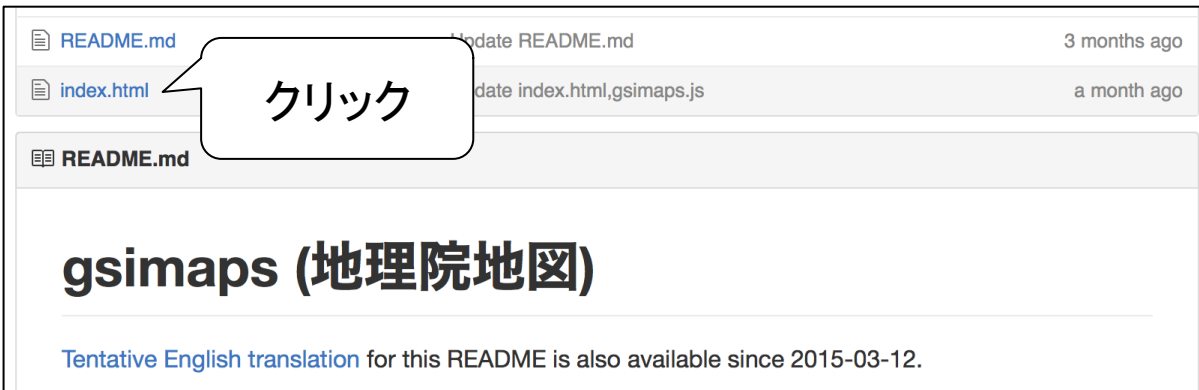 README.md Update README.md 3 months ago
クリック
index.html date index.html,gsimaps.js a month ago
README.md
gsimaps (地理院地図)
Tentative English translation for this README is also available since 2015-03-12.